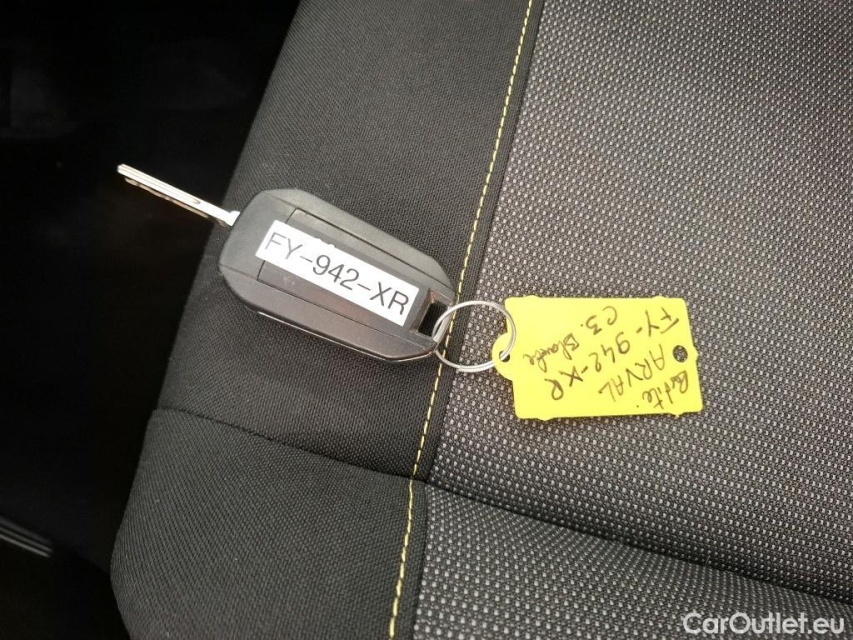 FY-942-XR
C3. Blanche
FY-942-XR
ARVAL
CarOutlet.eu